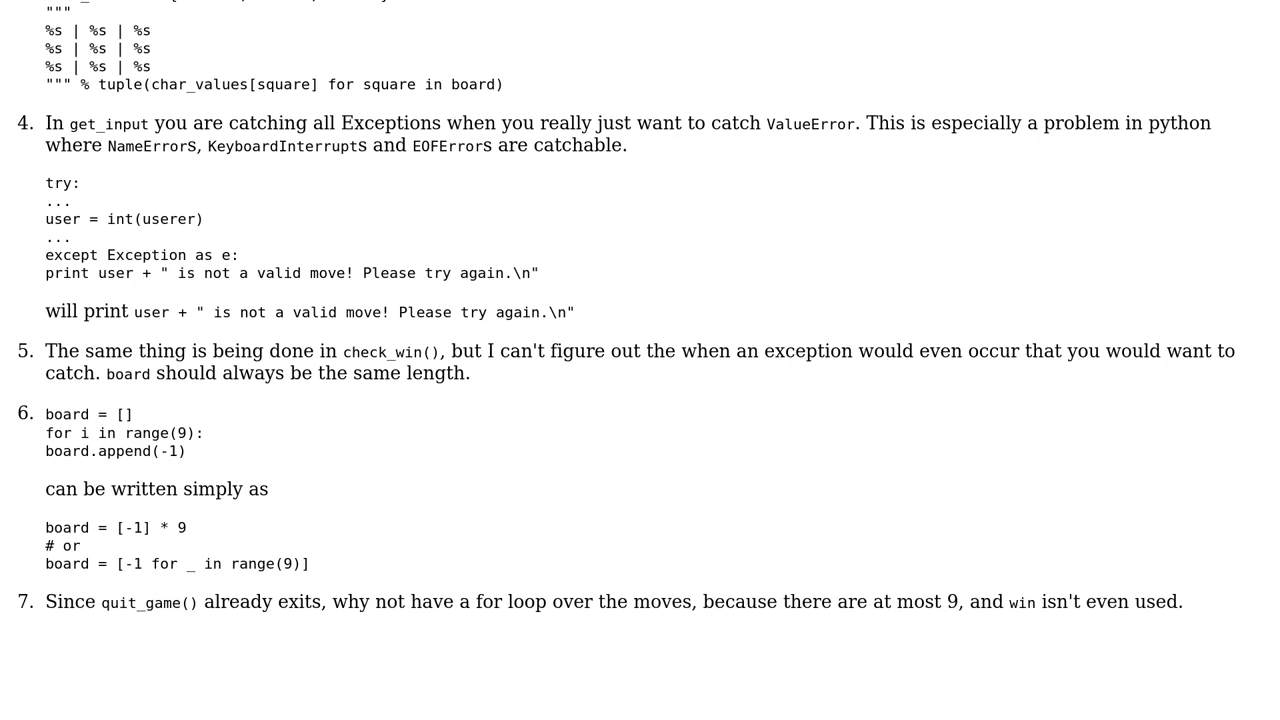 """
%s | %s | %s
%s | %s | %s
%s | %s | %s
""" % tuple(char_values[square] for square in board)
4. In get_input you are catching all Exceptions when you really just want to catch ValueError. This is especially a problem in python
where NameErrors, KeyboardInterrupts and EOFErrors are catchable.
try:
...
user = int(userer)
...
except Exception as e:
print user + " is not a valid move! Please try again.\n"
will print user + " is not a valid move! Please try again.\n"
5. The same thing is being done in check_win(), but I can't figure out the when an exception would even occur that you would want to
catch. board should always be the same length.
6. board = []
for i in range(9):
board.append(-1)
can be written simply as
board = [-1] * 9
# or
board = [-1 for _ in range(9)]
7. Since quit_game() already exits, why not have a for loop over the moves, because there are at most 9, and win isn't even used.